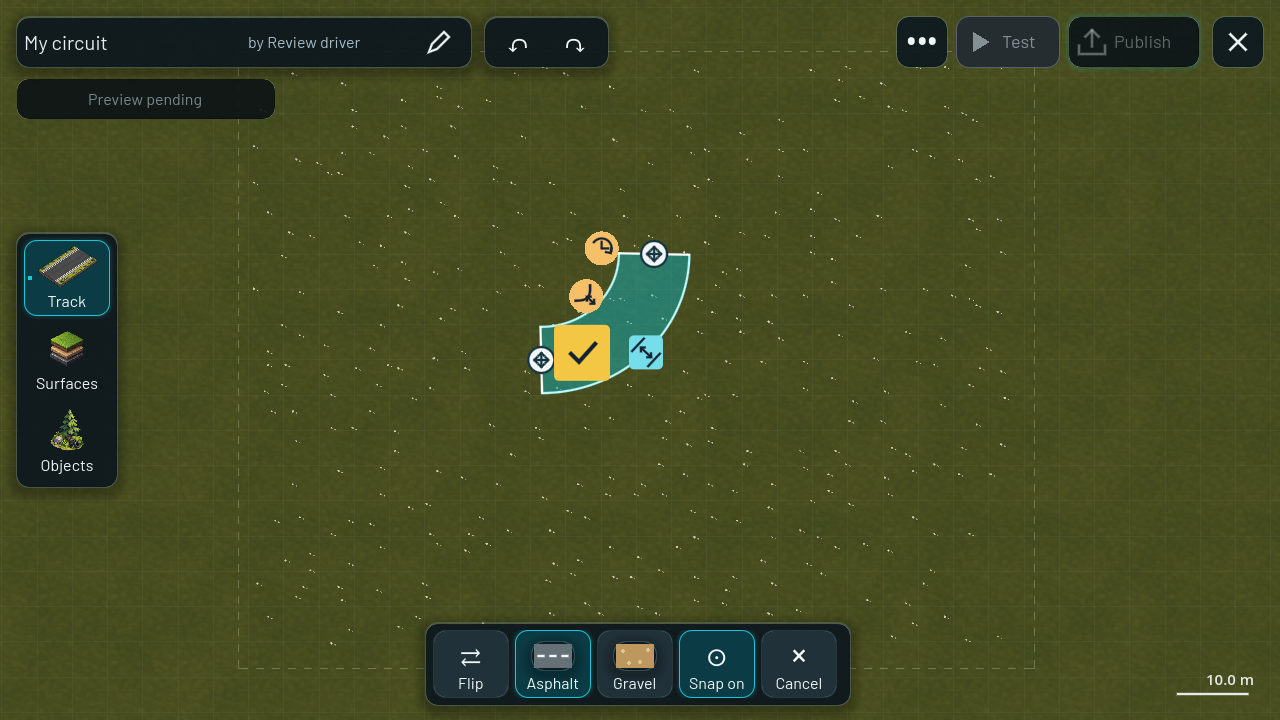 My circuit
by Review driver
Test
Publish
Preview pending
Track
Surfaces
Objects
Flip
Asphalt
Gravel
Snap on
Cancel
10.0 m